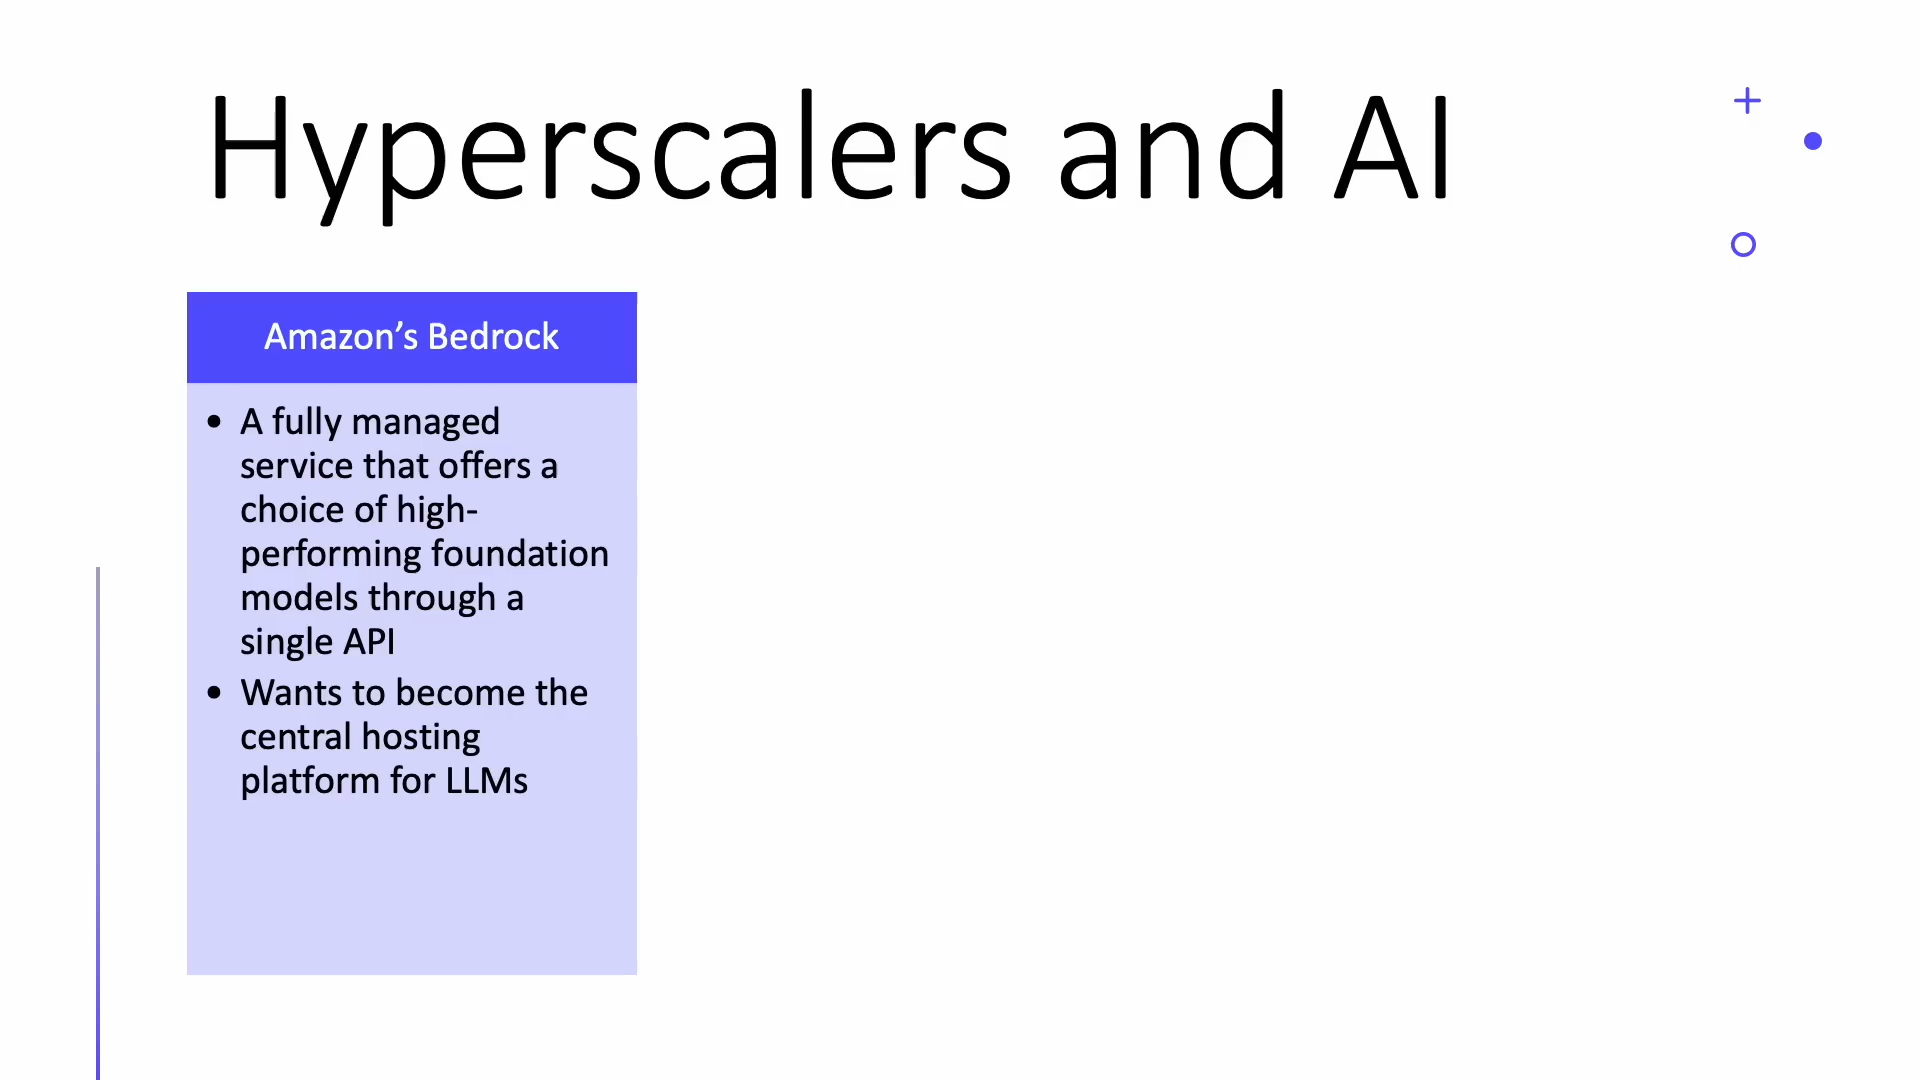 Hyperscalers and AI
Amazon’s Bedrock
• A fully managed
service that offers a
choice of high-
performing foundation
models through a
single API
• Wants to become the
central hosting
platform for LLMs